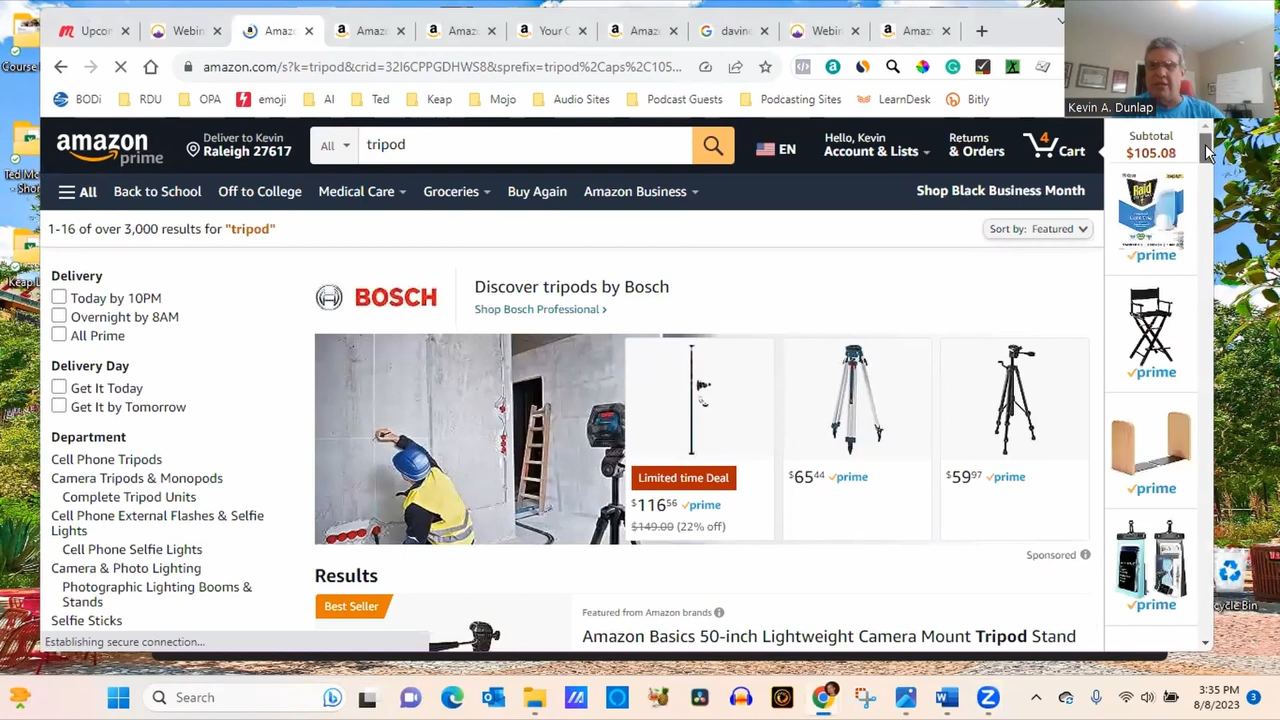 Upcor
Webin
Amaz
Amaz
Amaz
Your C
Amaz
davin
Webin
Amaz
amazon.com/s?k=tripod&crid=32I6CPPGDHWS8&sprefix=tripod%2Caps%2C105...
BODi
RDU
OPA
emoji
AI
Ted
Keap
Mojo
Audio Sites
Podcast Guests
Podcasting Sites
LearnDesk
Bitly
Kevin A. Dunlap
Course
amazon
prime
Deliver to Kevin
Raleigh 27617
All
tripod
EN
Hello, Kevin
Account & Lists
Returns
& Orders
4
Cart
Subtotal
$105.08
All
Back to School
Off to College
Medical Care
Groceries
Buy Again
Amazon Business
Shop Black Business Month
1-16 of over 3,000 results for "tripod"
Sort by: Featured
Delivery
Today by 10PM
Overnight by 8AM
All Prime
Delivery Day
Get It Today
Get It by Tomorrow
Department
Cell Phone Tripods
Camera Tripods & Monopods
Complete Tripod Units
Cell Phone External Flashes & Selfie
Lights
Cell Phone Selfie Lights
Camera & Photo Lighting
Photographic Lighting Booms &
Stands
Selfie Sticks
BOSCH
Discover tripods by Bosch
Shop Bosch Professional ›
Limited time Deal
$116.56 prime
$149.00 (22% off)
$65.44 prime
$59.97 prime
Sponsored
Results
Best Seller
Featured from Amazon brands
Amazon Basics 50-inch Lightweight Camera Mount Tripod Stand
Raid
prime
prime
prime
prime
Establishing secure connection...
cycle Bin
Search
3:35 PM
8/8/2023
3